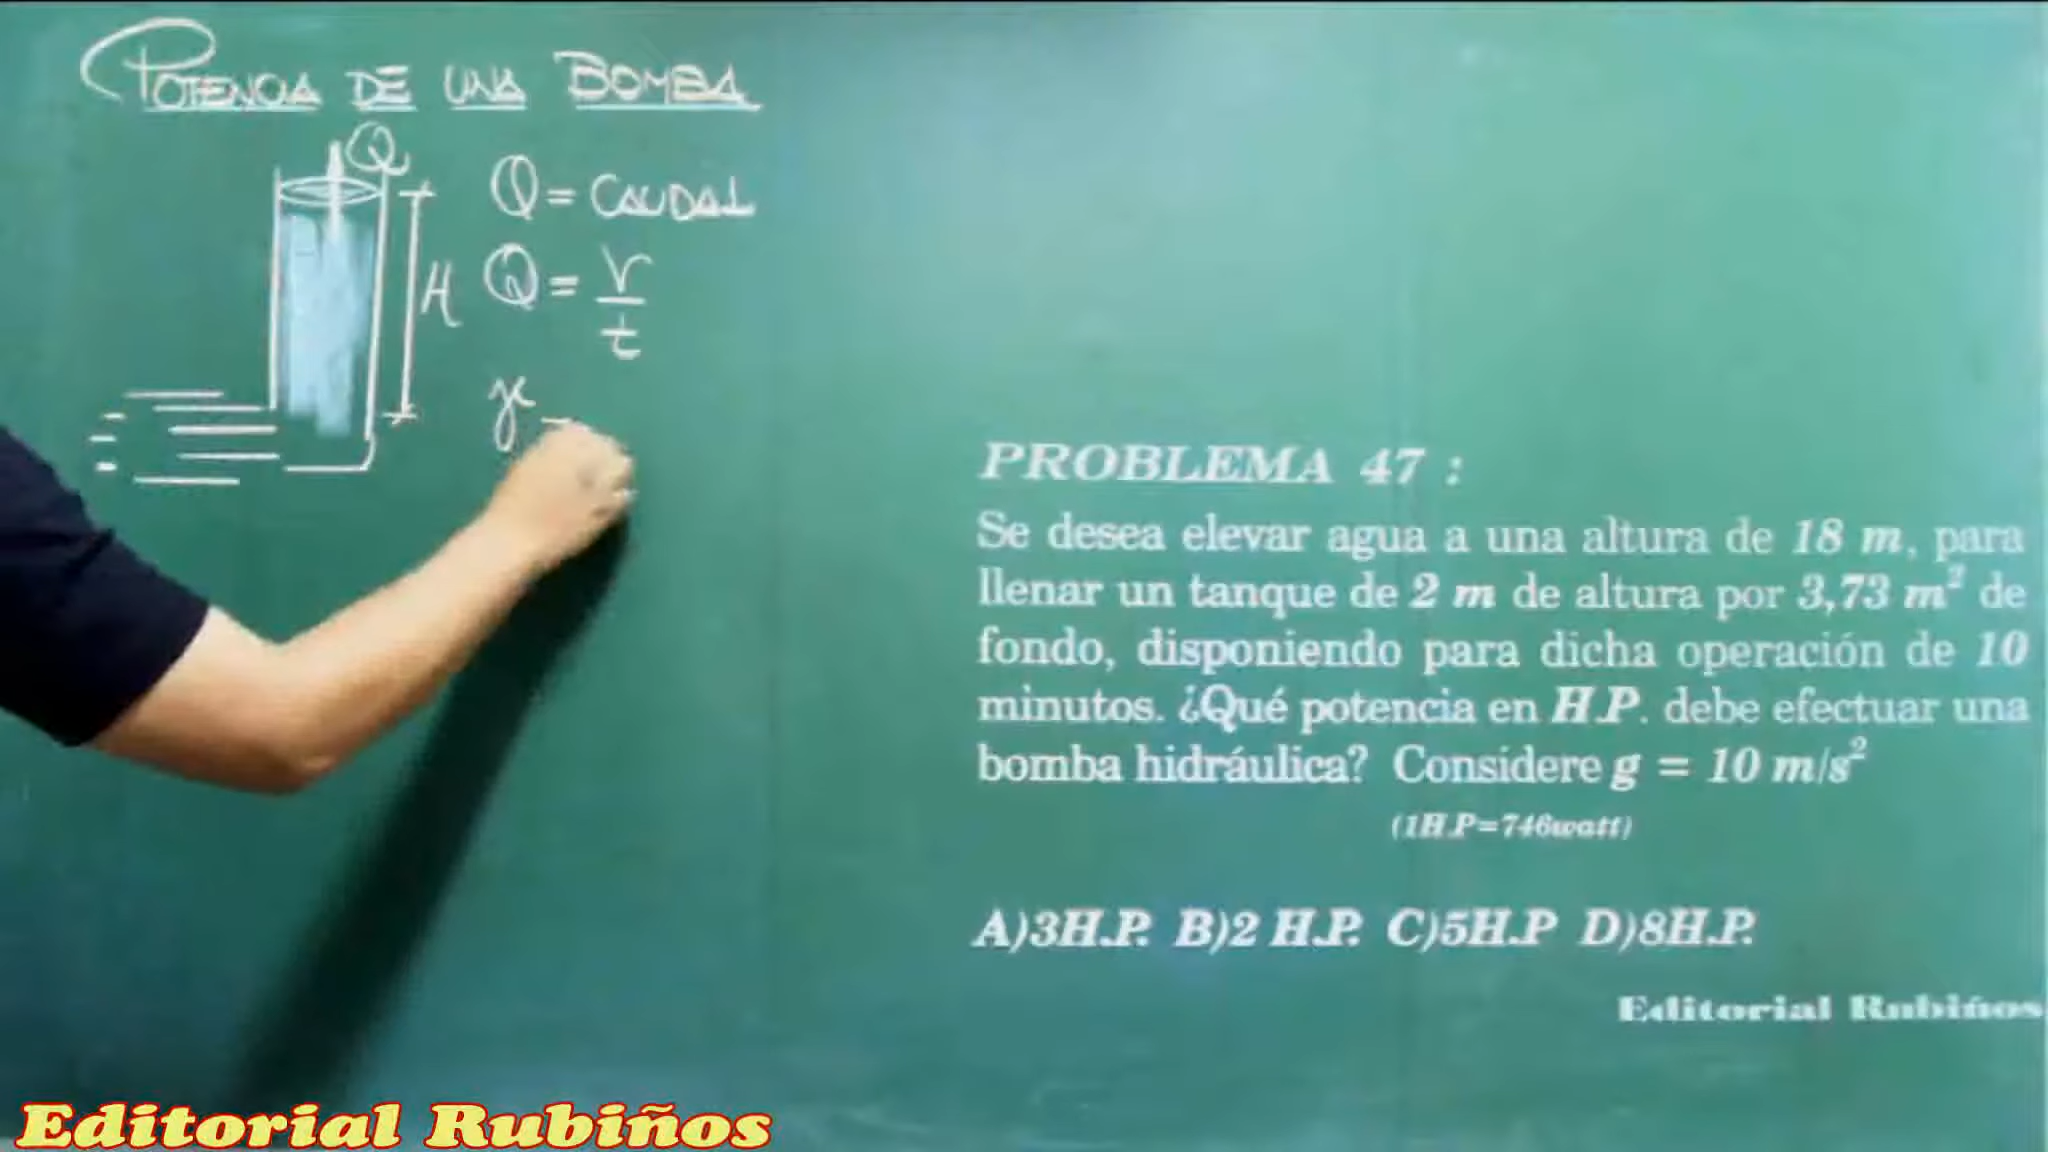 POTENCIA DE UNA BOMBA
Q
H
Q = CAUDAL
Q = V
t
γ
PROBLEMA 47 :
Se desea elevar agua a una altura de 18 m, para
llenar un tanque de 2 m de altura por 3,73 m² de
fondo, disponiendo para dicha operación de 10
minutos. ¿Qué potencia en H.P. debe efectuar una
bomba hidráulica? Considere g = 10 m/s²
(1H.P=746watt)
A)3H.P. B)2 H.P. C)5H.P D)8H.P.
Editorial Rubiños
Editorial Rubiños